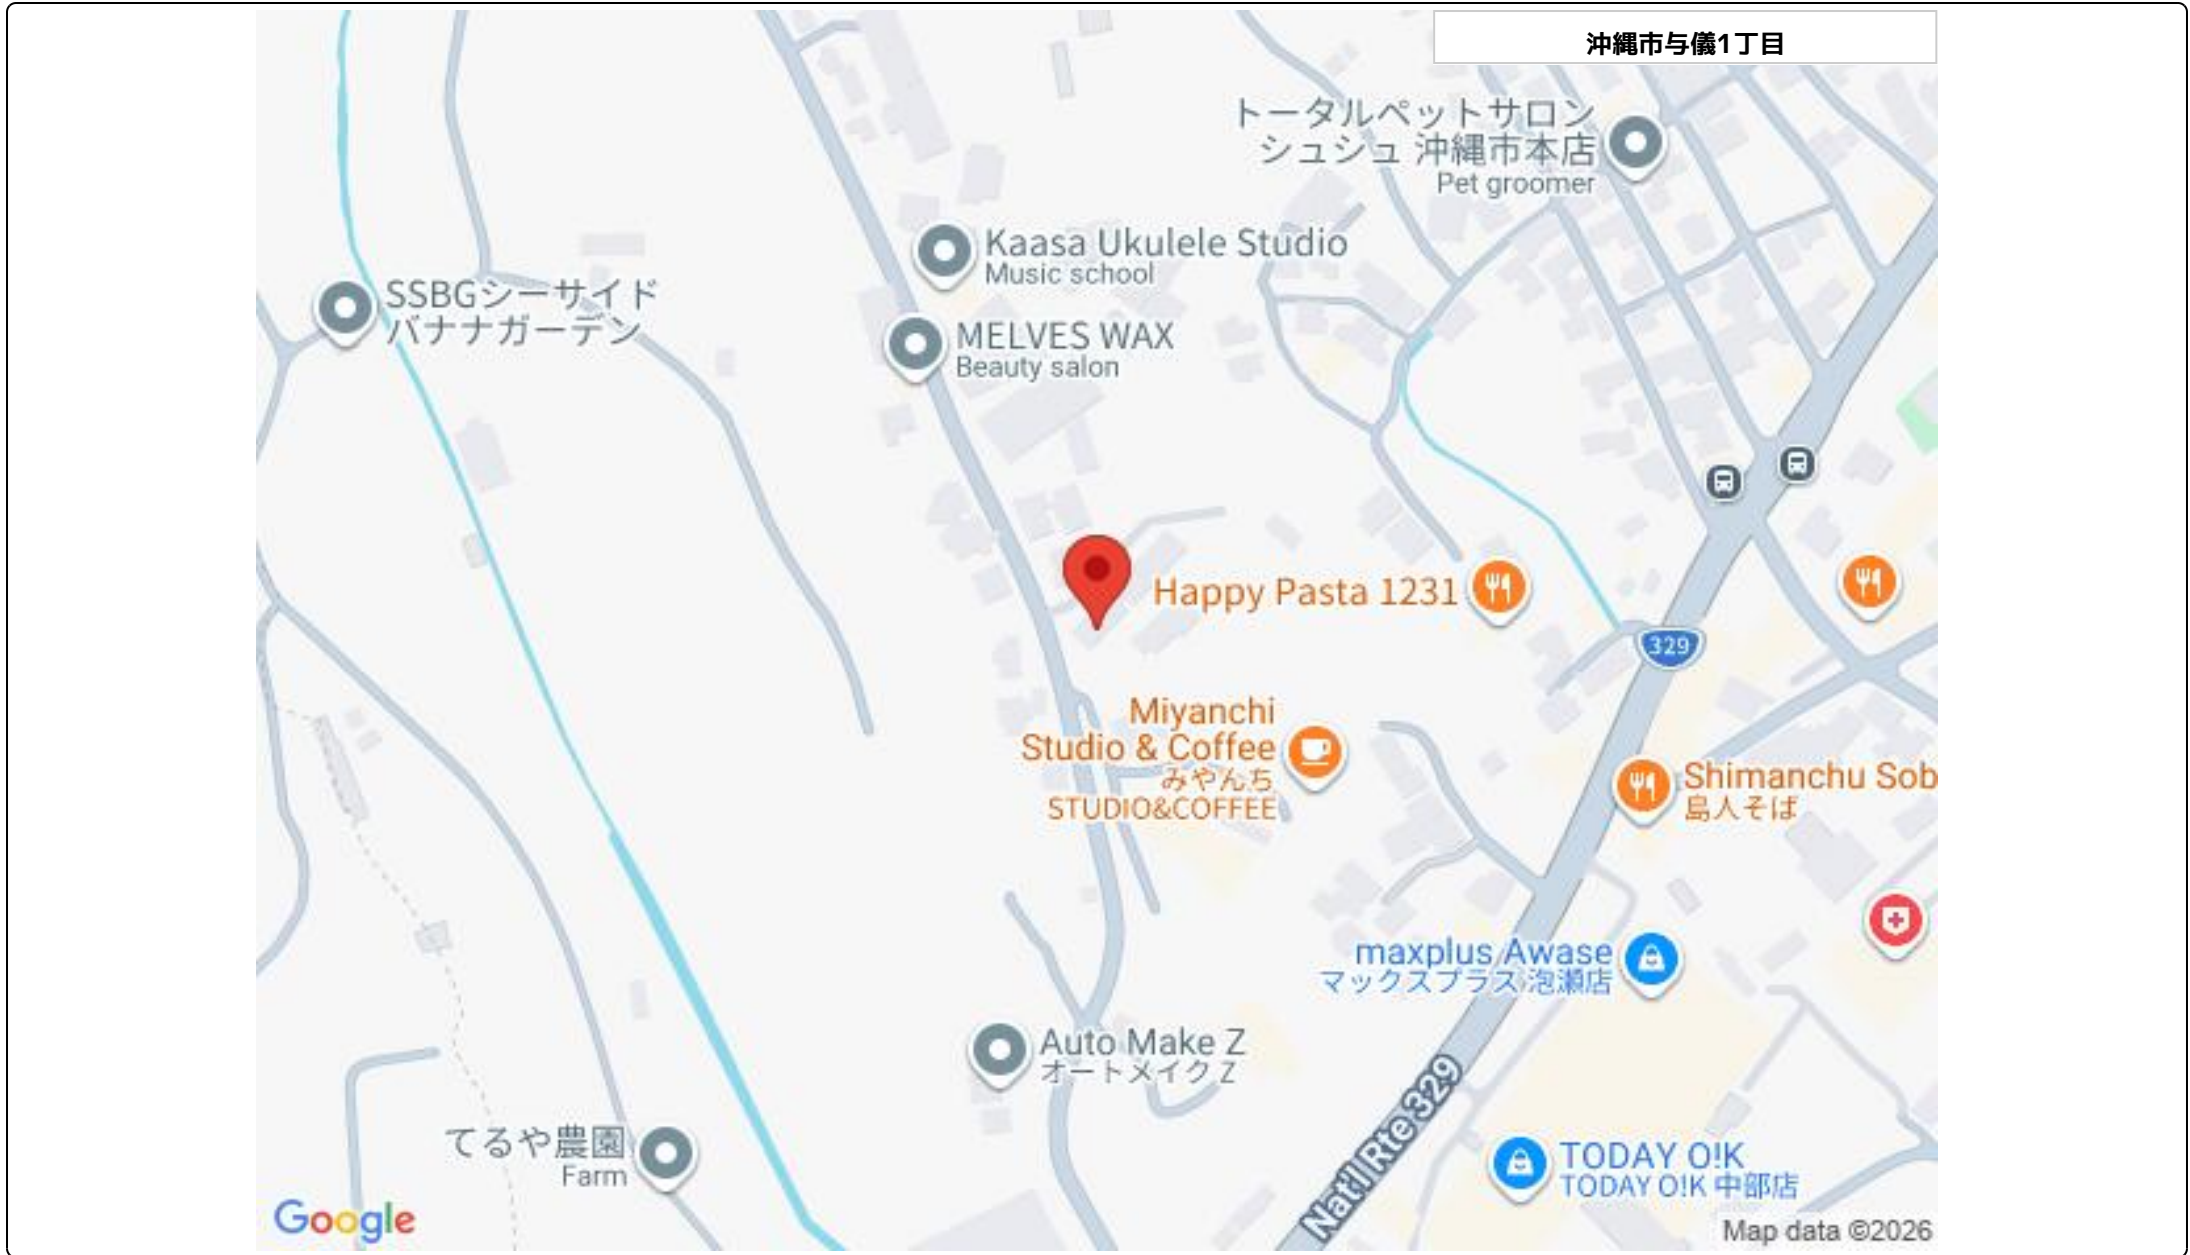 沖縄市与儀1丁目
トータルペットサロン
シュシュ 沖縄市本店
Pet groomer
Kaasa Ukulele Studio
Music school
SSBGシーサイド
バナナガーデン
MELVES WAX
Beauty salon
Happy Pasta 1231
329
Miyanchi
Studio & Coffee
みやんち
STUDIO&COFFEE
Shimanchu Sob
島人そば
maxplus Awase
マックスプラス 泡瀬店
Auto Make Z
オートメイク Z
Nat'l Rte 329
てるや農園
Farm
TODAY O!K
TODAY O!K 中部店
Google
Map data ©2026